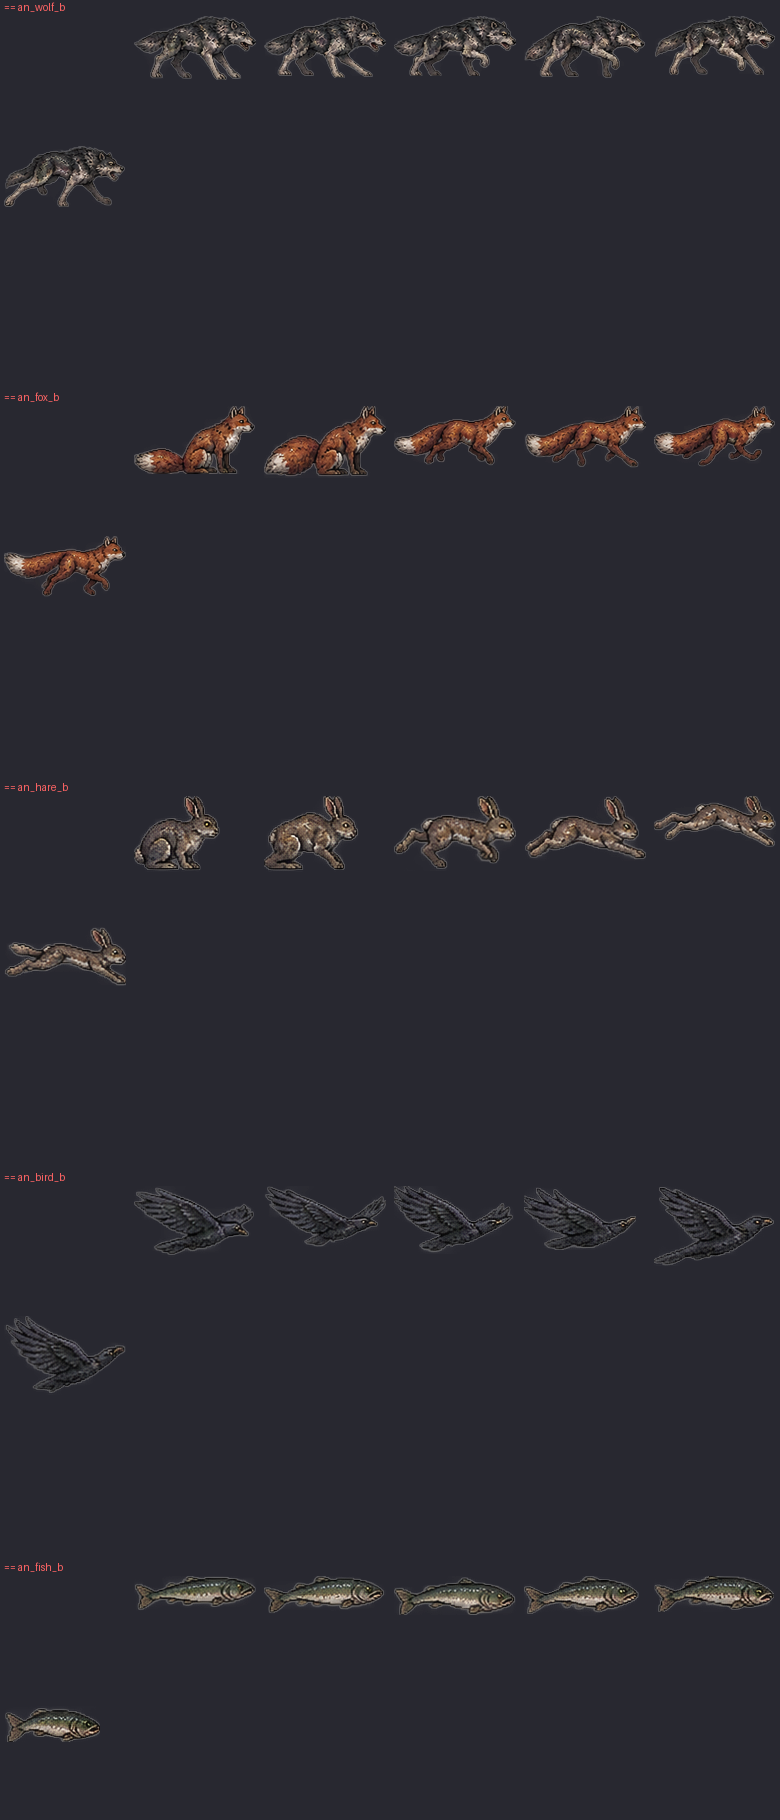 == an_wolf_b
== an_fox_b
== an_hare_b
== an_bird_b
== an_fish_b